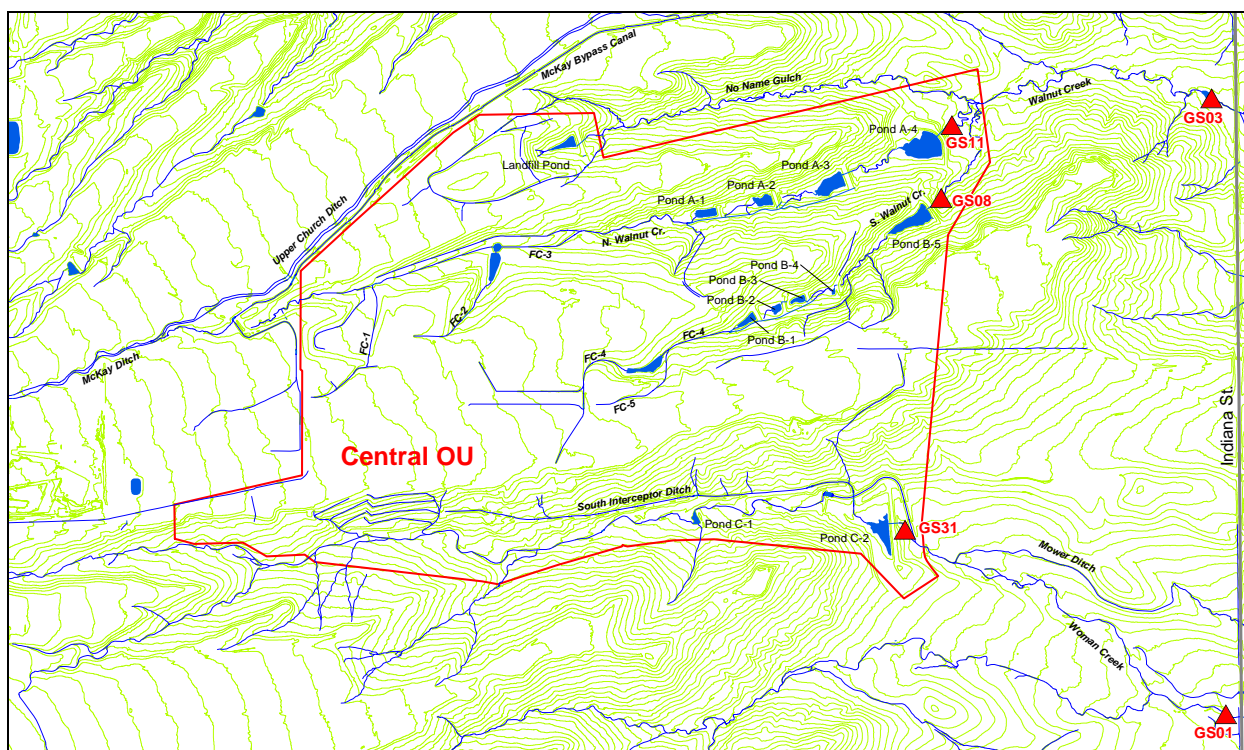 McKay Bypass Canal
No Name Gulch
Walnut Creek
GS03
Pond A-4
GS11
Landfill Pond
Pond A-3
Pond A-2
Pond A-1
S. Walnut Cr.
GS08
Upper Church Ditch
N. Walnut Cr.
Pond B-5
FC-3
Pond B-4
Pond B-3
Pond B-2
FC-2
FC-4
Pond B-1
FC-1
FC-4
McKay Ditch
FC-5
Indiana St.
Central OU
South Interceptor Ditch
Pond C-1
Pond C-2
GS31
Mower Ditch
Woman Creek
GS01